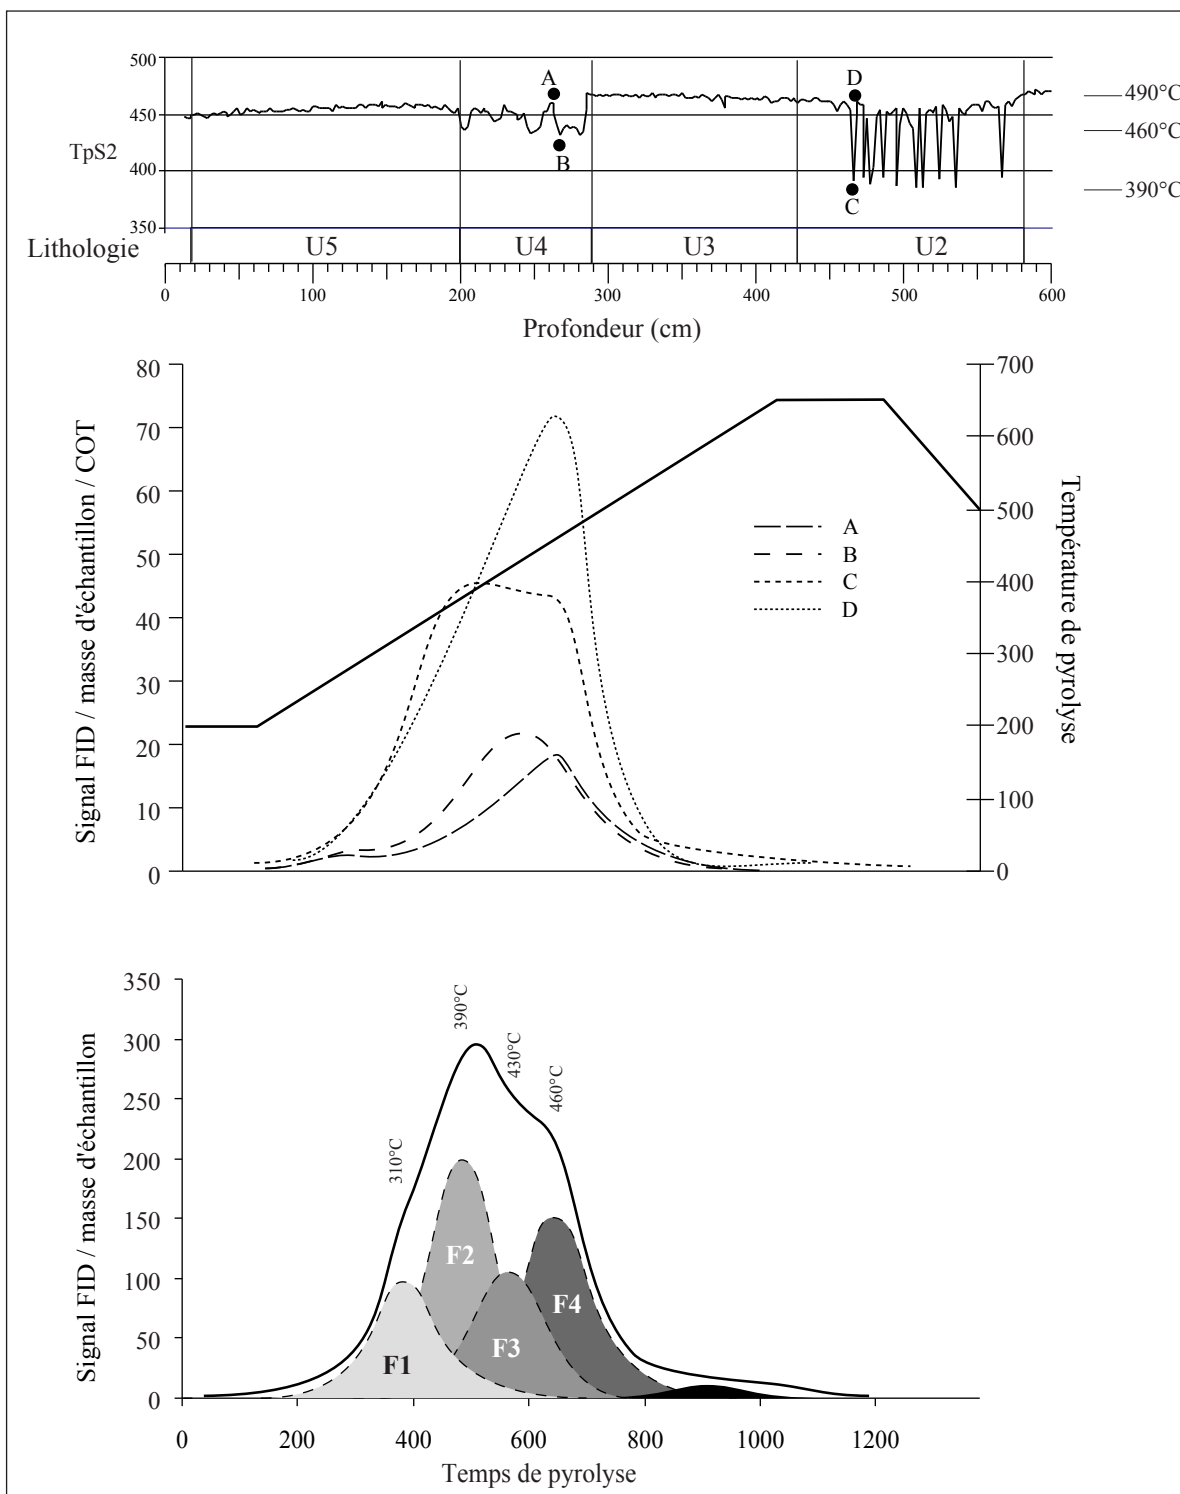 500
450
TpS2
400
350
A
B
D
C
490°C
460°C
390°C
Lithologie
U5
U4
U3
U2
0
100
200
300
400
500
600
Profondeur (cm)
Signal FID / masse d'échantillon / COT
80
70
60
50
40
30
20
10
0
A
B
C
D
700
600
500
400
300
200
100
0
Température de pyrolyse
Signal FID / masse d'échantillon
350
300
250
200
150
100
50
0
310°C
390°C
430°C
460°C
F1
F2
F3
F4
0
200
400
600
800
1000
1200
Temps de pyrolyse